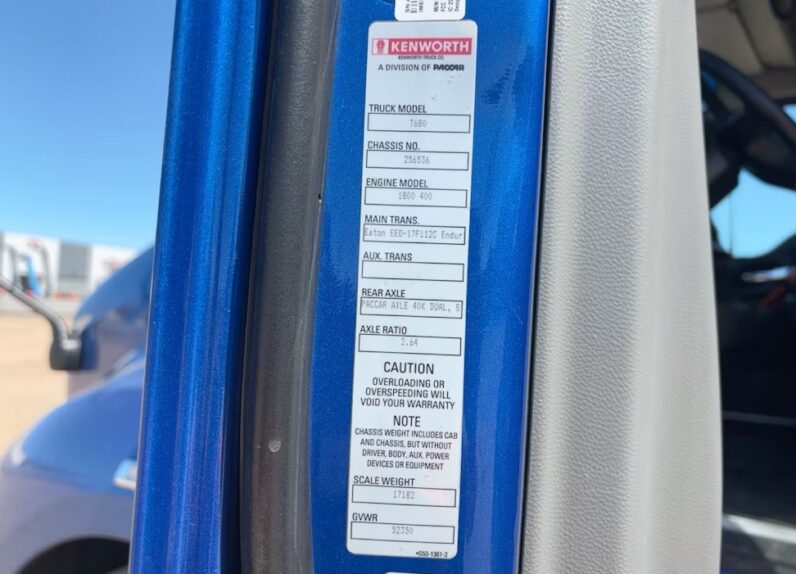 KENWORTH
KENWORTH TRUCK CO.
A DIVISION OF PACCAR
TRUCK MODEL
T680
CHASSIS NO.
256536
ENGINE MODEL
1800 400
MAIN TRANS.
Eaton EEO-17F112C Endur
AUX. TRANS
REAR AXLE
PACCAR AXLE 40K DUAL, S
AXLE RATIO
2.64
CAUTION
OVERLOADING OR
OVERSPEEDING WILL
VOID YOUR WARRANTY
NOTE
CHASSIS WEIGHT INCLUDES CAB
AND CHASSIS, BUT WITHOUT
DRIVER, BODY, AUX. POWER
DEVICES OR EQUIPMENT
SCALE WEIGHT
17182
GVWR
52350
•S53-1361-2